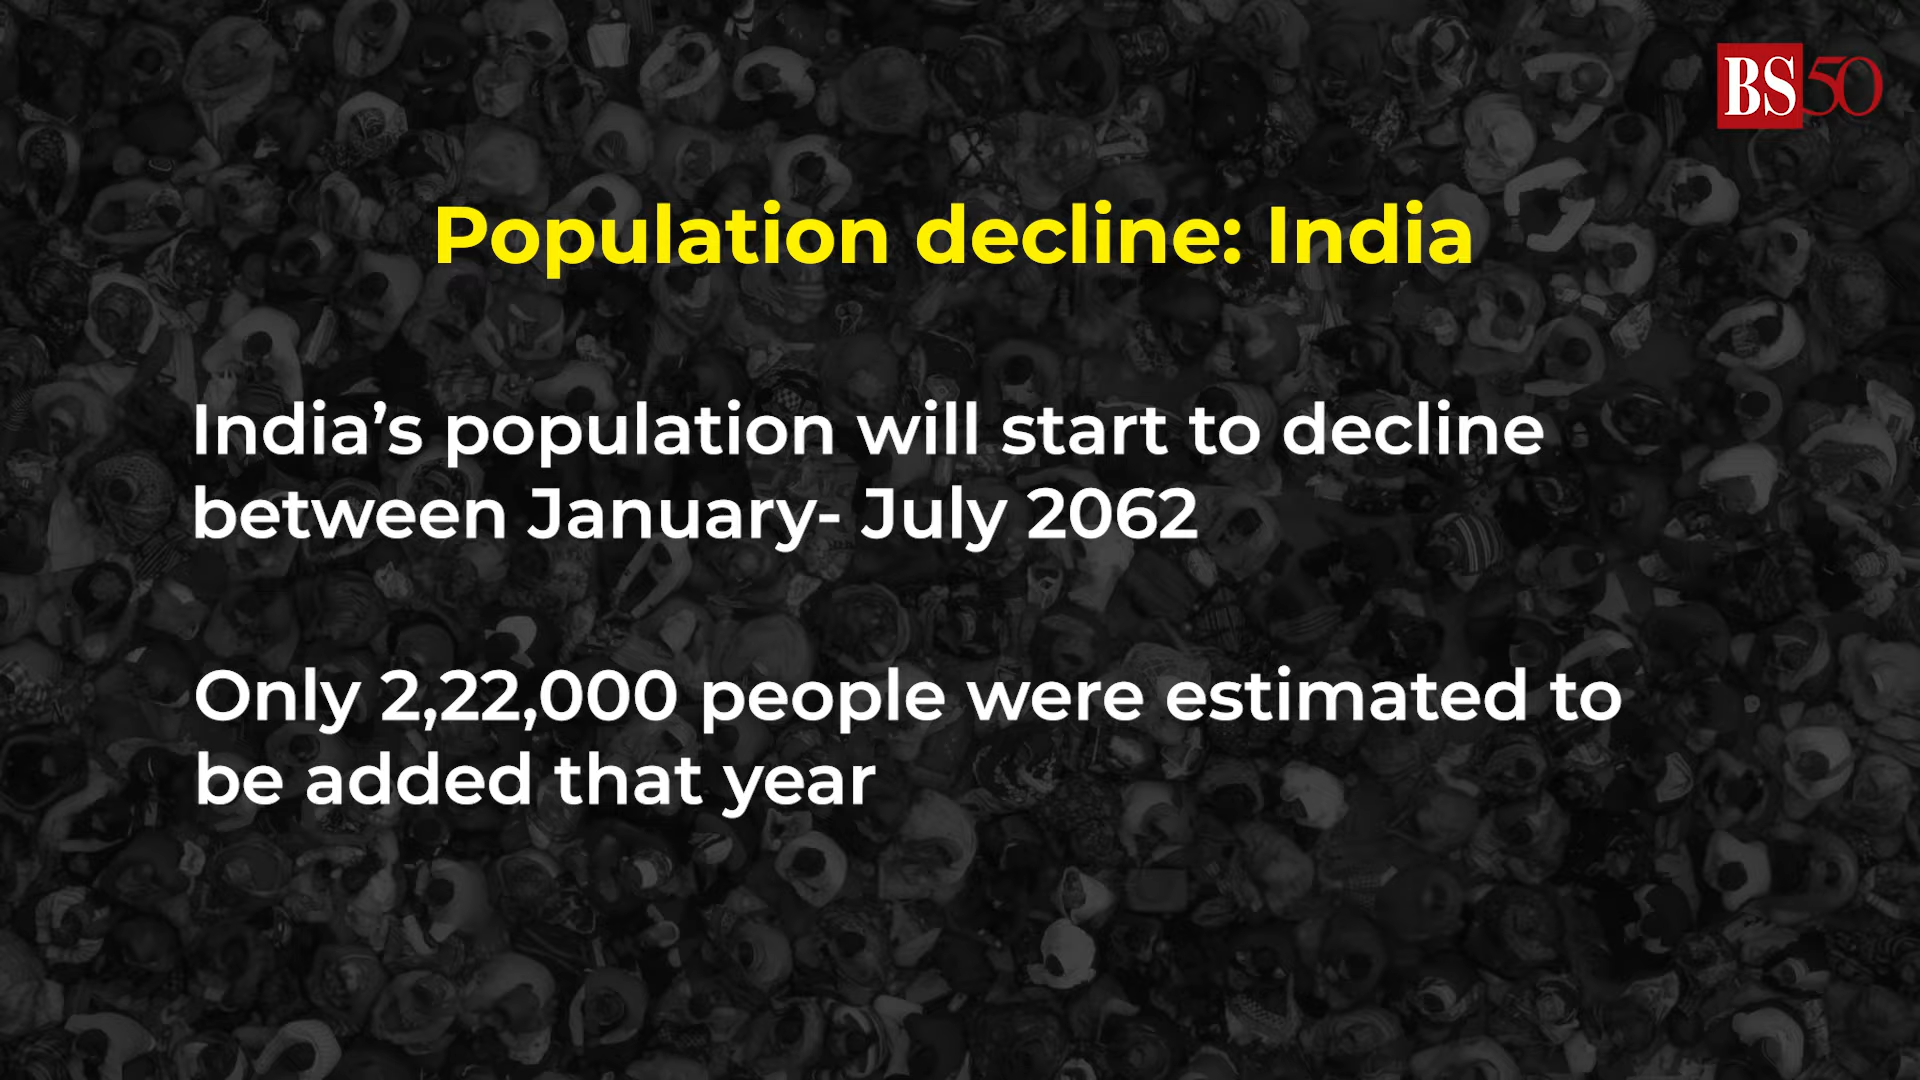 BS50
Population decline: India
India’s population will start to decline
between January- July 2062
Only 2,22,000 people were estimated to
be added that year